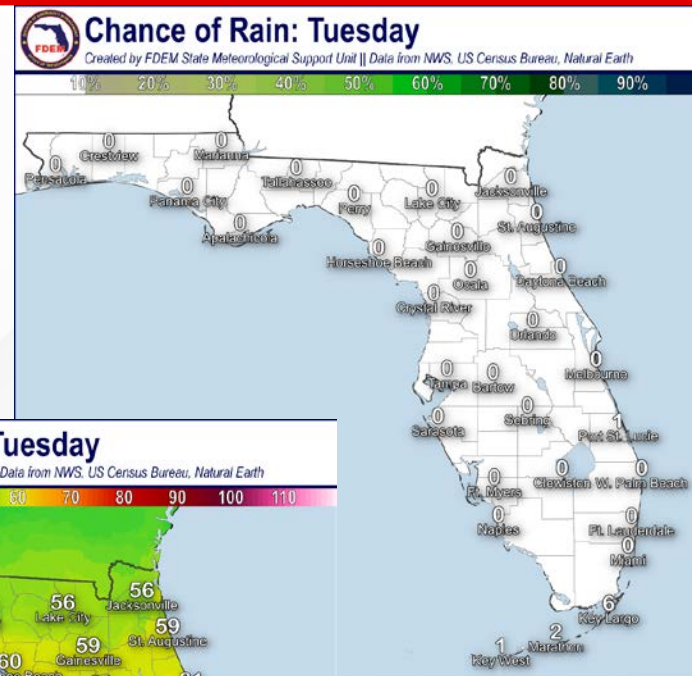 FDEM
Chance of Rain: Tuesday
Created by FDEM State Meteorological Support Unit || Data from NWS, US Census Bureau, Natural Earth
10% 20% 30% 40% 50% 60% 70% 80% 90%
0 Crestview
0 Marianna
0 Pensacola
0 Panama City
0 Tallahassee
0 Apalachicola
0 Perry
0 Lake City
0 Jacksonville
0 St. Augustine
0 Gainesville
0 Horseshoe Beach
0 Ocala
0 Daytona Beach
0 Crystal River
0 Orlando
0 Melbourne
0 Tampa
0 Bartow
0 Sebring
0 Sarasota
1 Port St. Lucie
0 Ft. Myers
0 Clewiston
0 W. Palm Beach
0 Naples
0 Ft. Lauderdale
0 Miami
6 Key Largo
2 Marathon
1 Key West
Tuesday
Data from NWS, US Census Bureau, Natural Earth
60 70 80 90 100 110
56 Lake City
56 Jacksonville
59 St. Augustine
59 Gainesville
60